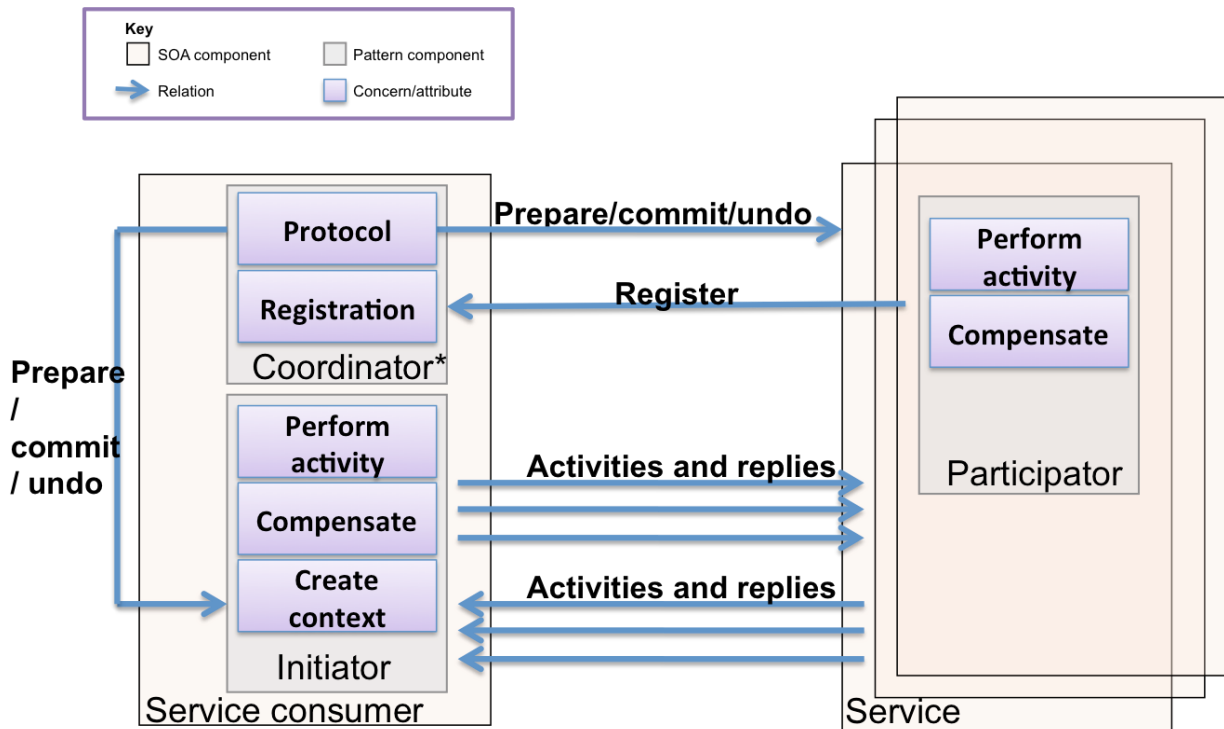 Key
SOA component
Pattern component
Relation
Concern/attribute
Protocol
Registration
Coordinator*
Prepare/commit/undo
Register
Perform
activity
Compensate
Participator
Prepare
/
commit
/ undo
Perform
activity
Compensate
Create
context
Initiator
Service consumer
Activities and replies
Activities and replies
Service